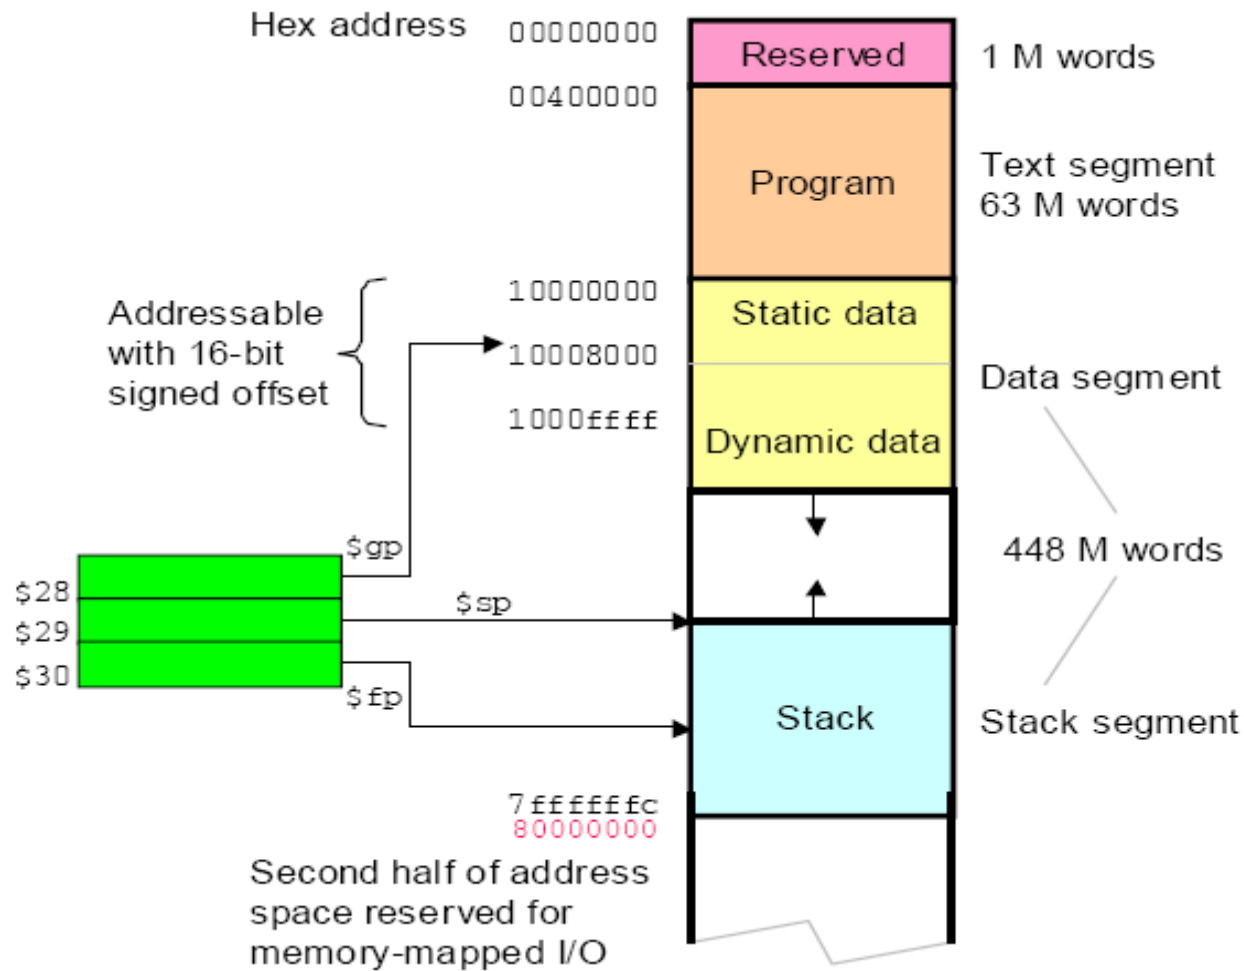 Hex address
00000000
Reserved
1 M words
00400000
Program
Text segment
63 M words
10000000
Static data
Addressable
with 16-bit
signed offset
10008000
Data segment
1000ffff
Dynamic data
$gp
448 M words
$28
$sp
$29
$30
$fp
Stack
Stack segment
7ffffffc
80000000
Second half of address
space reserved for
memory-mapped I/O